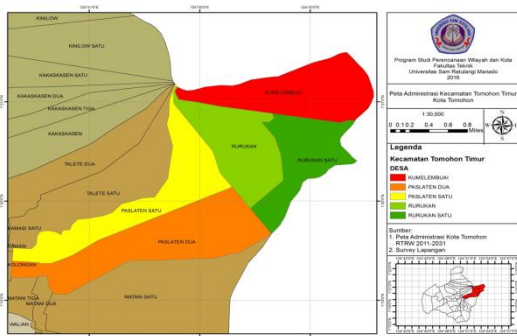 KINILOW
KINILOW SATU
KAKASKASEN SATU
KAKASKASEN DUA
KAKASKASEN TIGA
KAKASKASEN
TALETE DUA
TALETE SATU
KUMELEMBUAI
RURUKAN
RURUKAN SATU
PASLATEN SATU
PASLATEN DUA
KOLONGAN
MATANI TIGA
MATANI DUA
MATANI SATU
WALIAN
Program Studi Perencanaan Wilayah dan Kota
Fakultas Teknik
Universitas Sam Ratulangi Manado
2016
Peta Administrasi Kecamatan Tomohon Timur
Kota Tomohon
1:30,000
0 0.1 0.2 0.4 0.6 0.8
Miles
Legenda
Kecamatan Tomohon Timur
DESA
KUMELEMBUAI
PASLATEN DUA
PASLATEN SATU
RURUKAN
RURUKAN SATU
Sumber:
1. Peta Administrasi Kota Tomohon
RTRW 2011-2031
2. Survey Lapangan